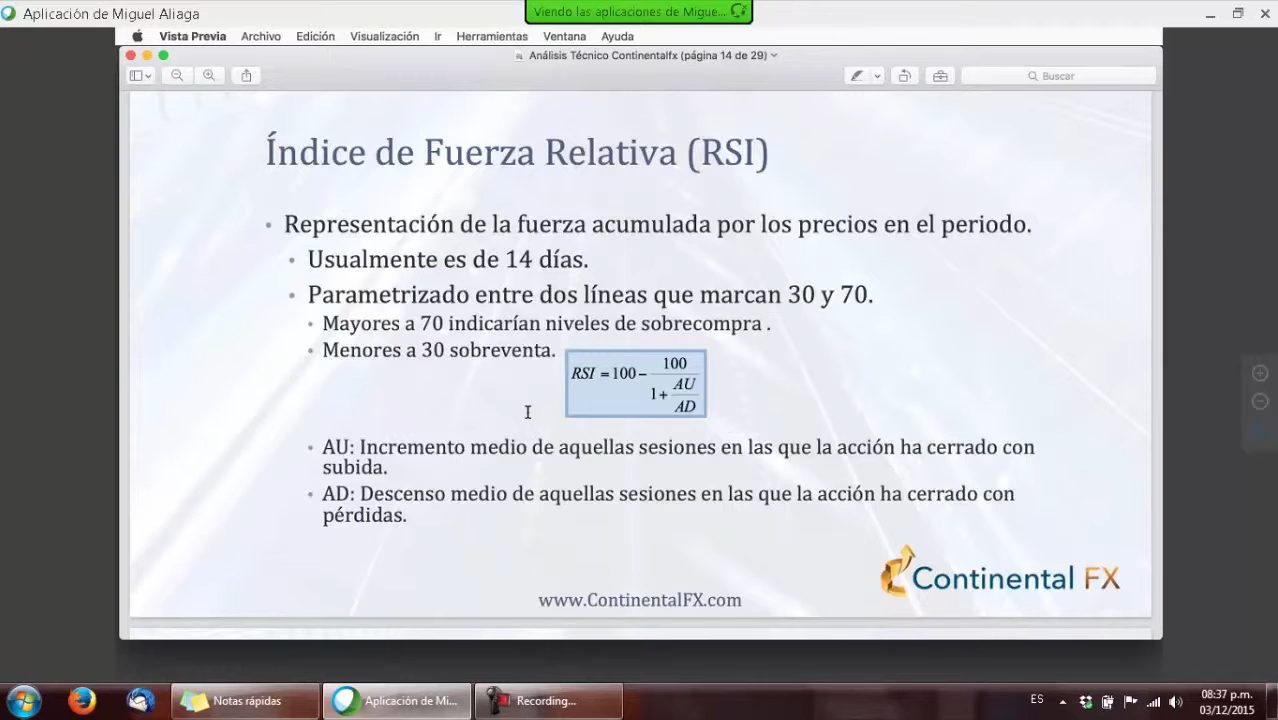 Aplicación de Miguel Aliaga
Viendo las aplicaciones de Migue...
Vista Previa Archivo Edición Visualización Ir Herramientas Ventana Ayuda
Análisis Técnico Continentalfx (página 14 de 29)
Buscar
Índice de Fuerza Relativa (RSI)
• Representación de la fuerza acumulada por los precios en el periodo.
• Usualmente es de 14 días.
• Parametrizado entre dos líneas que marcan 30 y 70.
• Mayores a 70 indicarían niveles de sobrecompra .
• Menores a 30 sobreventa.
RSI = 100 − 100 / (1 + AU / AD)
• AU: Incremento medio de aquellas sesiones en las que la acción ha cerrado con
subida.
• AD: Descenso medio de aquellas sesiones en las que la acción ha cerrado con
pérdidas.
Continental FX
www.ContinentalFX.com
Notas rápidas
Aplicación de Mi...
Recording...
ES
08:37 p.m.
03/12/2015